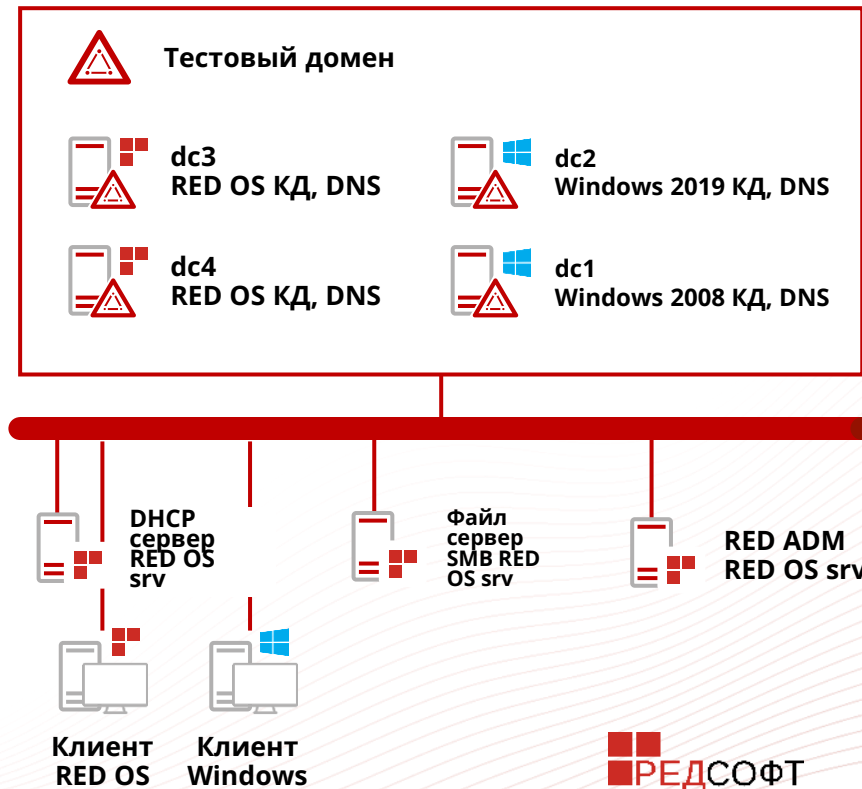 Тестовый домен
dc3
RED OS КД, DNS
dc2
Windows 2019 КД, DNS
dc4
RED OS КД, DNS
dc1
Windows 2008 КД, DNS
DHCP
сервер
RED OS
srv
Файл
сервер
SMB RED
OS srv
RED ADM
RED OS srv
Клиент
RED OS
Клиент
Windows
РЕДСОФТ